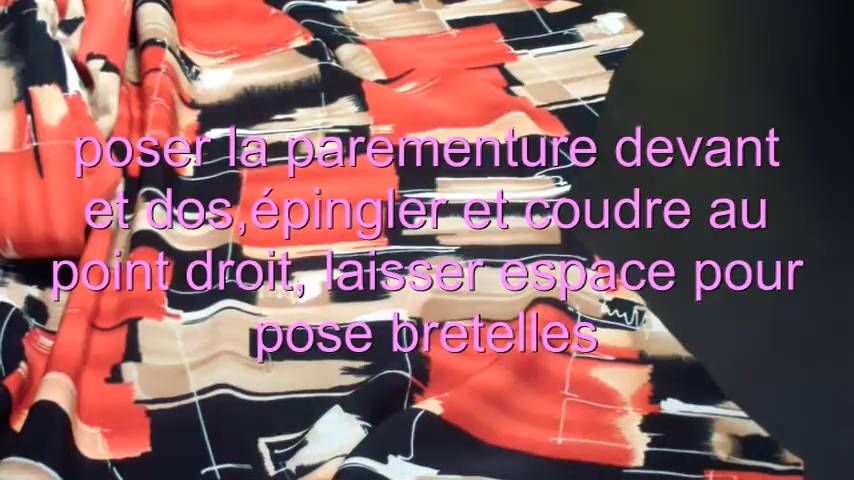 poser la parementure devant
et dos,épingler et coudre au
point droit, laisser espace pour
pose bretelles